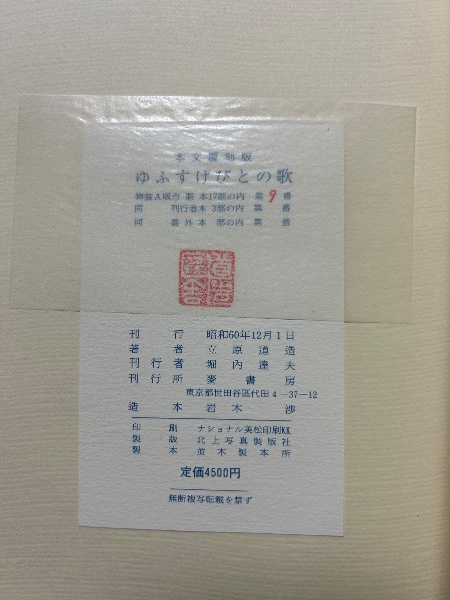 本文覆刻版
ゆふすげびとの歌
特装A版市販本17部の内 第9番
同 刊行者本 3部の内 第 番
同 著外本 部の内 第 番
刊行 昭和60年12月1日
著者 立原道造
刊行者 堀内達夫
刊行所 麥書房
東京都世田谷区代田4-37-12
造本 岩木渉
印刷 ナショナル美松印刷KK
製版 北上写真製版社
製本 並木製本所
定価4500円
無断複写転載を禁ず